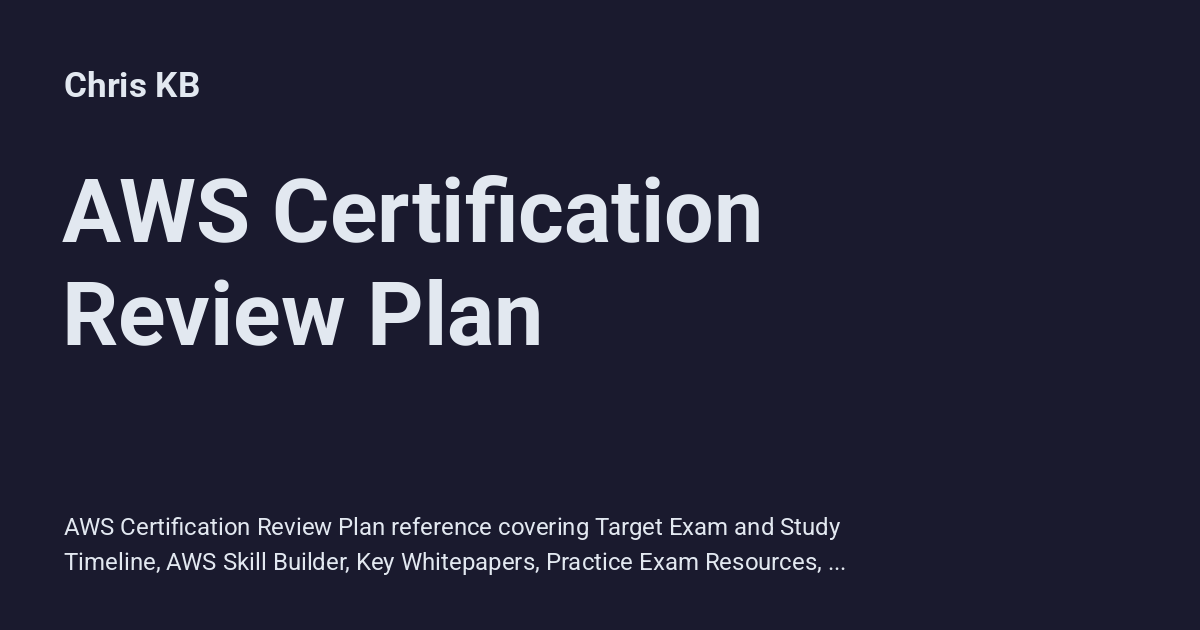 Chris KB
AWS Certification
Review Plan
AWS Certification Review Plan reference covering Target Exam and Study
Timeline, AWS Skill Builder, Key Whitepapers, Practice Exam Resources, ...